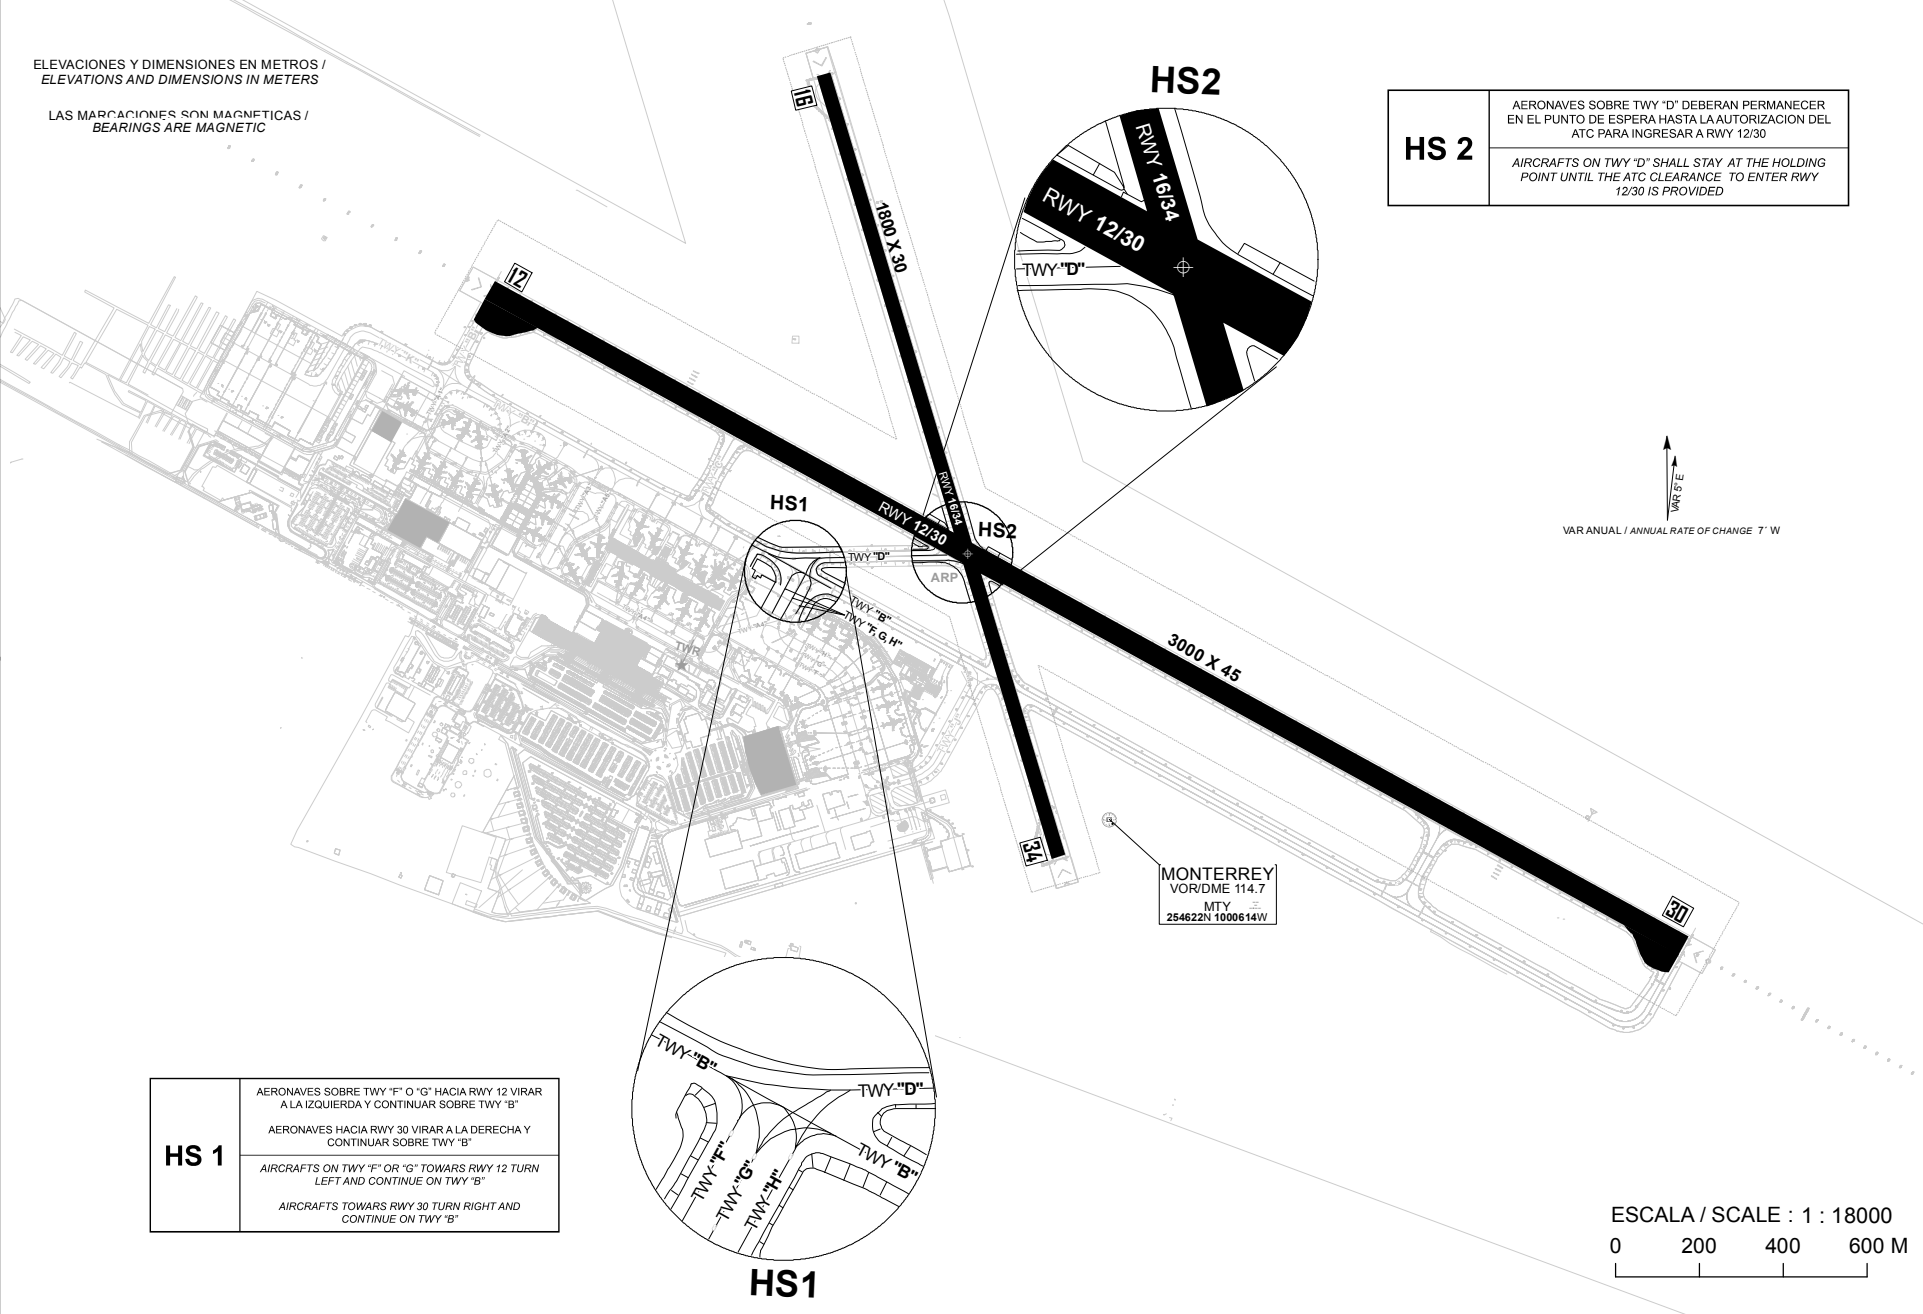 ELEVACIONES Y DIMENSIONES EN METROS /
ELEVATIONS AND DIMENSIONS IN METERS
LAS MARCACIONES SON MAGNETICAS /
BEARINGS ARE MAGNETIC
16
1800 X 30
HS2
RWY 16/34
RWY 12/30
TWY "D"
HS 2
AERONAVES SOBRE TWY “D” DEBERAN PERMANECER
EN EL PUNTO DE ESPERA HASTA LA AUTORIZACION DEL
ATC PARA INGRESAR A RWY 12/30
AIRCRAFTS ON TWY “D” SHALL STAY AT THE HOLDING
POINT UNTIL THE ATC CLEARANCE TO ENTER RWY
12/30 IS PROVIDED
12
TWY "K"
VAR 5° E
VAR ANUAL / ANNUAL RATE OF CHANGE 7' W
HS1
RWY 16/34
RWY 12/30
HS2
TWY "D"
ARP
TWY "B"
TWY "F, G, H"
TWR
3000 X 45
34
MONTERREY
VOR/DME 114.7
MTY
254622N 1000614W
30
TWY "B"
TWY "D"
TWY "B"
TWY "F"
TWY "G"
TWY "H"
HS1
HS 1
AERONAVES SOBRE TWY “F” O “G” HACIA RWY 12 VIRAR
A LA IZQUIERDA Y CONTINUAR SOBRE TWY “B”
AERONAVES HACIA RWY 30 VIRAR A LA DERECHA Y
CONTINUAR SOBRE TWY “B”
AIRCRAFTS ON TWY “F” OR “G” TOWARS RWY 12 TURN
LEFT AND CONTINUE ON TWY “B”
AIRCRAFTS TOWARS RWY 30 TURN RIGHT AND
CONTINUE ON TWY “B”
ESCALA / SCALE : 1 : 18000
0 200 400 600 M